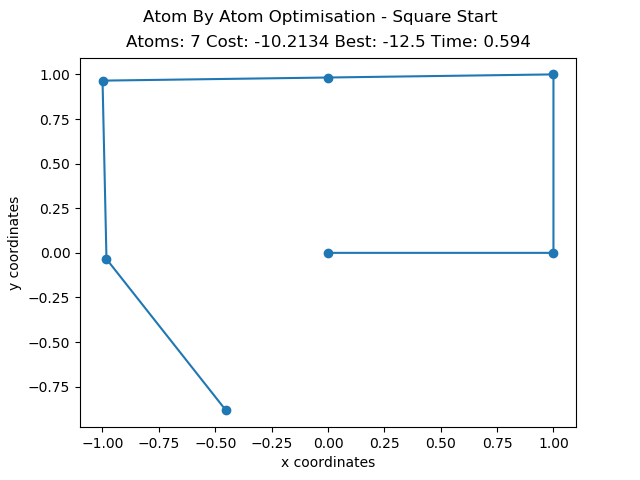 Atom By Atom Optimisation - Square Start
Atoms: 7 Cost: -10.2134 Best: -12.5 Time: 0.594
1.00
0.75
0.50
0.25
0.00
−0.25
−0.50
−0.75
y coordinates
−1.00 −0.75 −0.50 −0.25 0.00 0.25 0.50 0.75 1.00
x coordinates